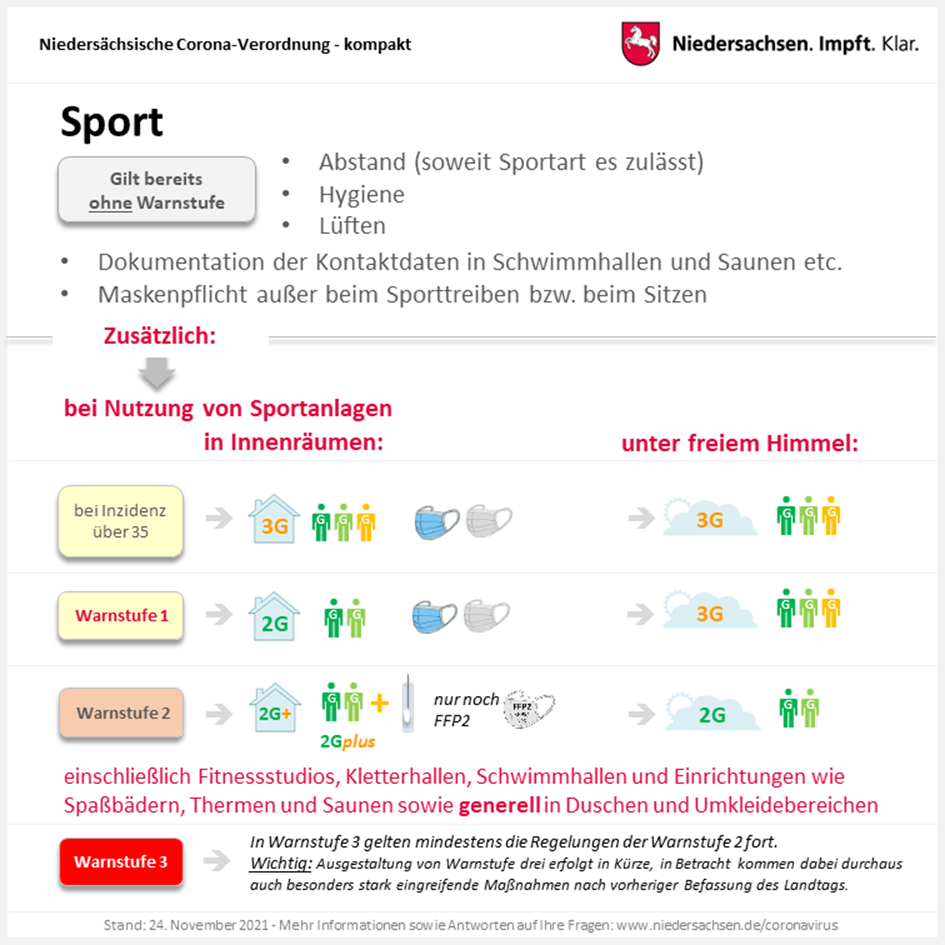 Niedersächsische Corona-Verordnung - kompakt
Niedersachsen. Impft. Klar.
Sport
Gilt bereits
ohne Warnstufe
• Abstand (soweit Sportart es zulässt)
• Hygiene
• Lüften
• Dokumentation der Kontaktdaten in Schwimmhallen und Saunen etc.
• Maskenpflicht außer beim Sporttreiben bzw. beim Sitzen
Zusätzlich:
bei Nutzung von Sportanlagen
in Innenräumen:
unter freiem Himmel:
bei Inzidenz
über 35
3G
G G G
3G
G G G
Warnstufe 1
2G
G G
3G
G G G
Warnstufe 2
2G+
G G +
2Gplus
nur noch
FFP2
FFP2
2G
G G
einschließlich Fitnessstudios, Kletterhallen, Schwimmhallen und Einrichtungen wie
Spaßbädern, Thermen und Saunen sowie generell in Duschen und Umkleidebereichen
Warnstufe 3
In Warnstufe 3 gelten mindestens die Regelungen der Warnstufe 2 fort.
Wichtig: Ausgestaltung von Warnstufe drei erfolgt in Kürze, in Betracht kommen dabei durchaus
auch besonders stark eingreifende Maßnahmen nach vorheriger Befassung des Landtags.
Stand: 24. November 2021 - Mehr Informationen sowie Antworten auf Ihre Fragen: www.niedersachsen.de/coronavirus